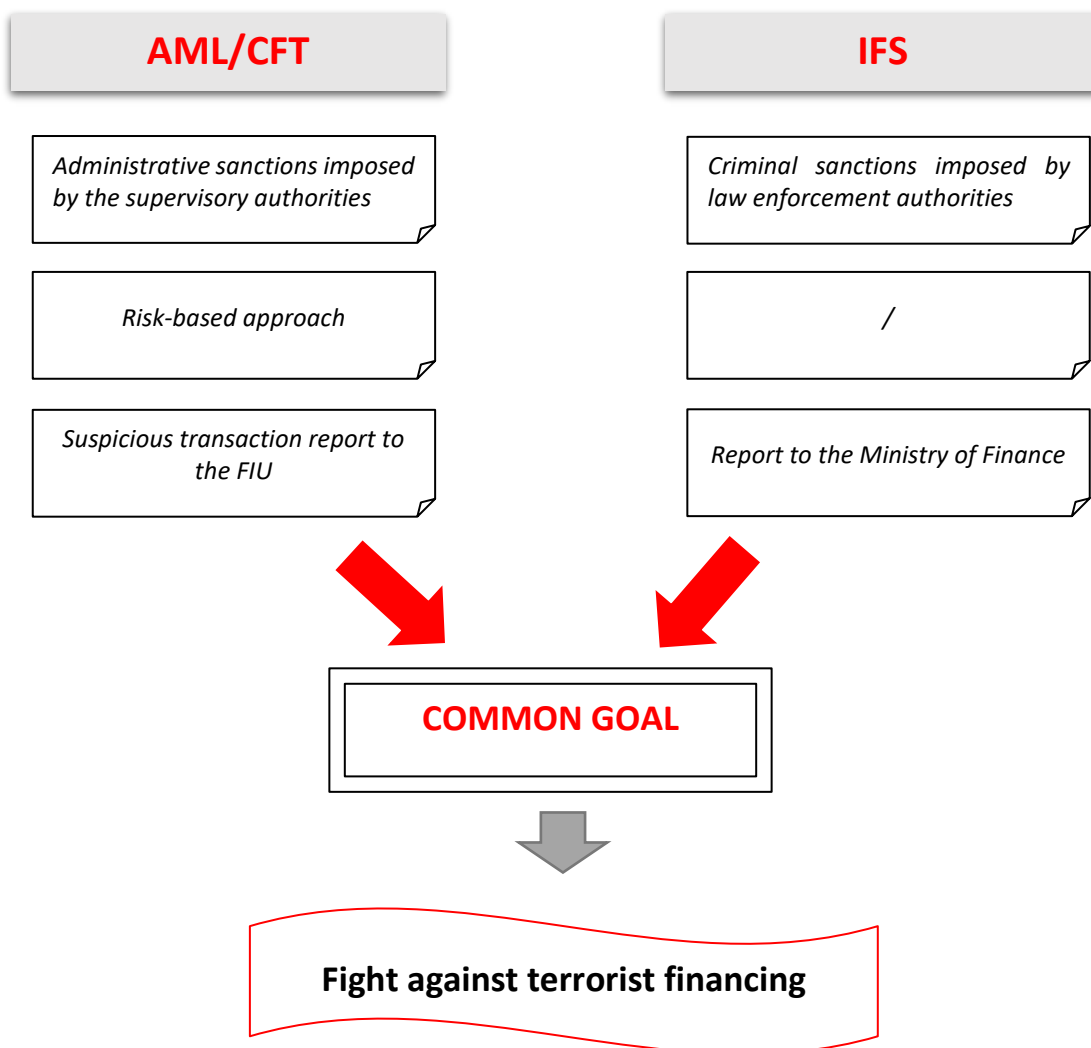 AML/CFT
IFS
Administrative sanctions imposed
by the supervisory authorities
Criminal sanctions imposed by
law enforcement authorities
Risk-based approach
/
Suspicious transaction report to
the FIU
Report to the Ministry of Finance
COMMON GOAL
Fight against terrorist financing